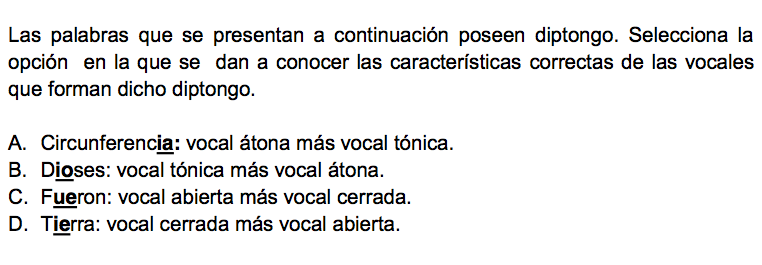 Las palabras que se presentan a continuación poseen diptongo. Selecciona la
opción en la que se dan a conocer las características correctas de las vocales
que forman dicho diptongo.
A. Circunferencia: vocal átona más vocal tónica.
B. Dioses: vocal tónica más vocal átona.
C. Fueron: vocal abierta más vocal cerrada.
D. Tierra: vocal cerrada más vocal abierta.